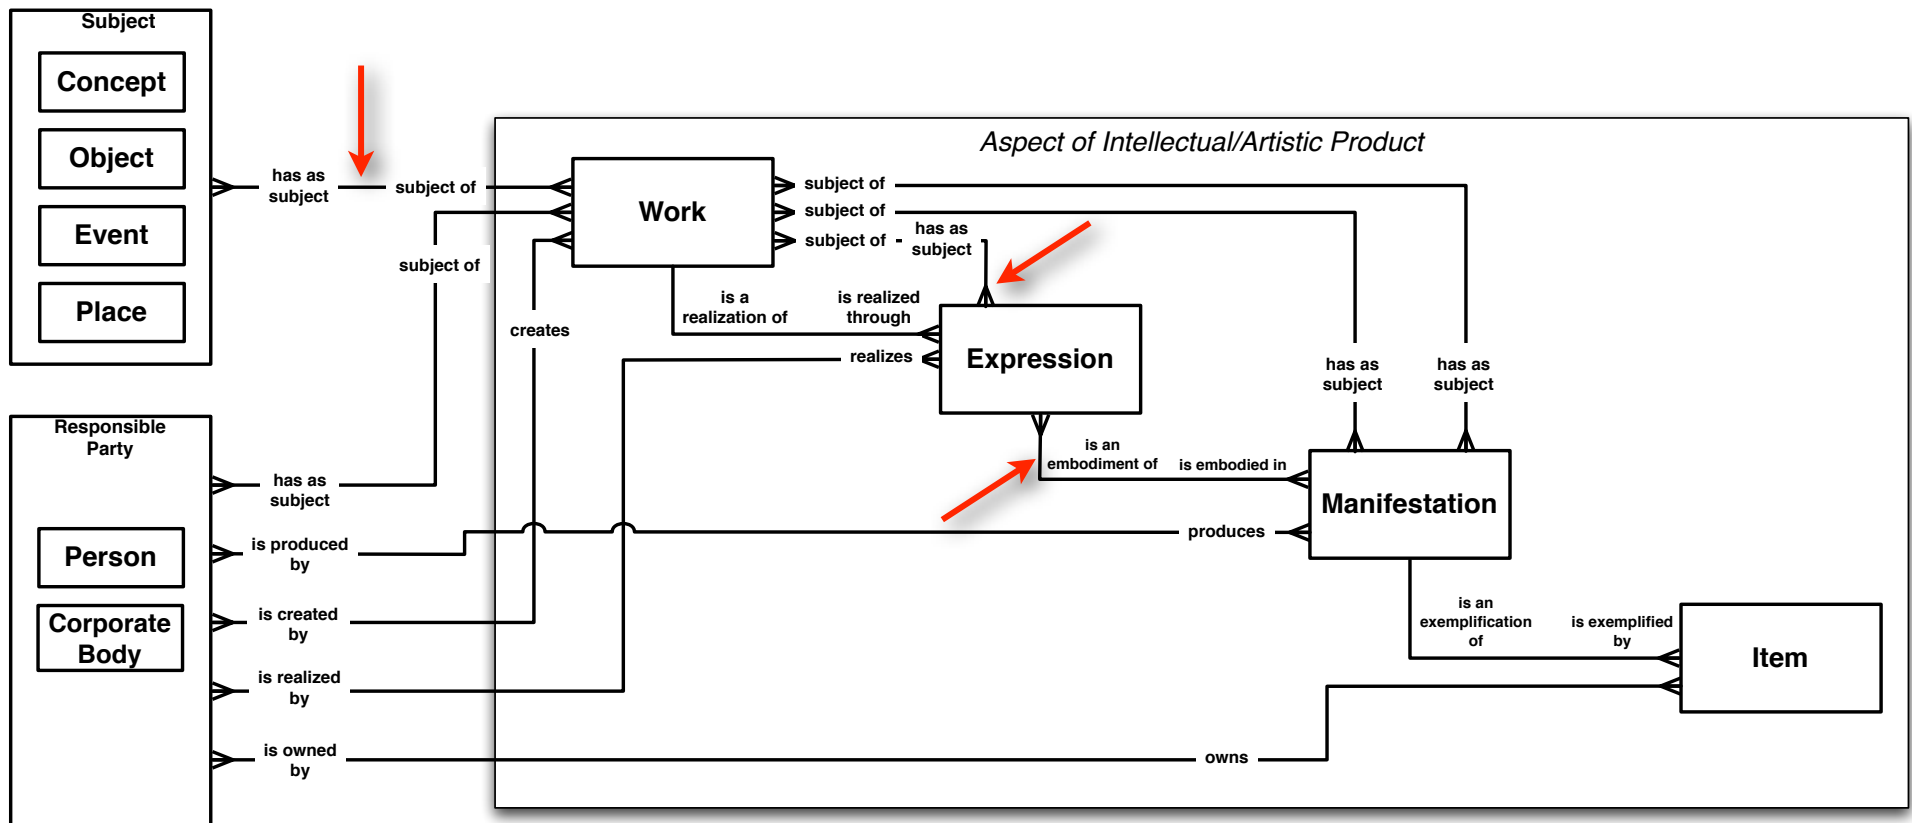 Subject
Concept
Object
Event
Place
has as
subject
subject of
Aspect of Intellectual/Artistic Product
Work
subject of
subject of
subject of
has as
subject
subject of
creates
is a
realization of
is realized
through
realizes
Expression
has as
subject
has as
subject
is an
embodiment of
is embodied in
Manifestation
produces
Responsible
Party
has as
subject
Person
is produced
by
Corporate
Body
is created
by
is realized
by
is owned
by
owns
is an
exemplification
of
is exemplified
by
Item